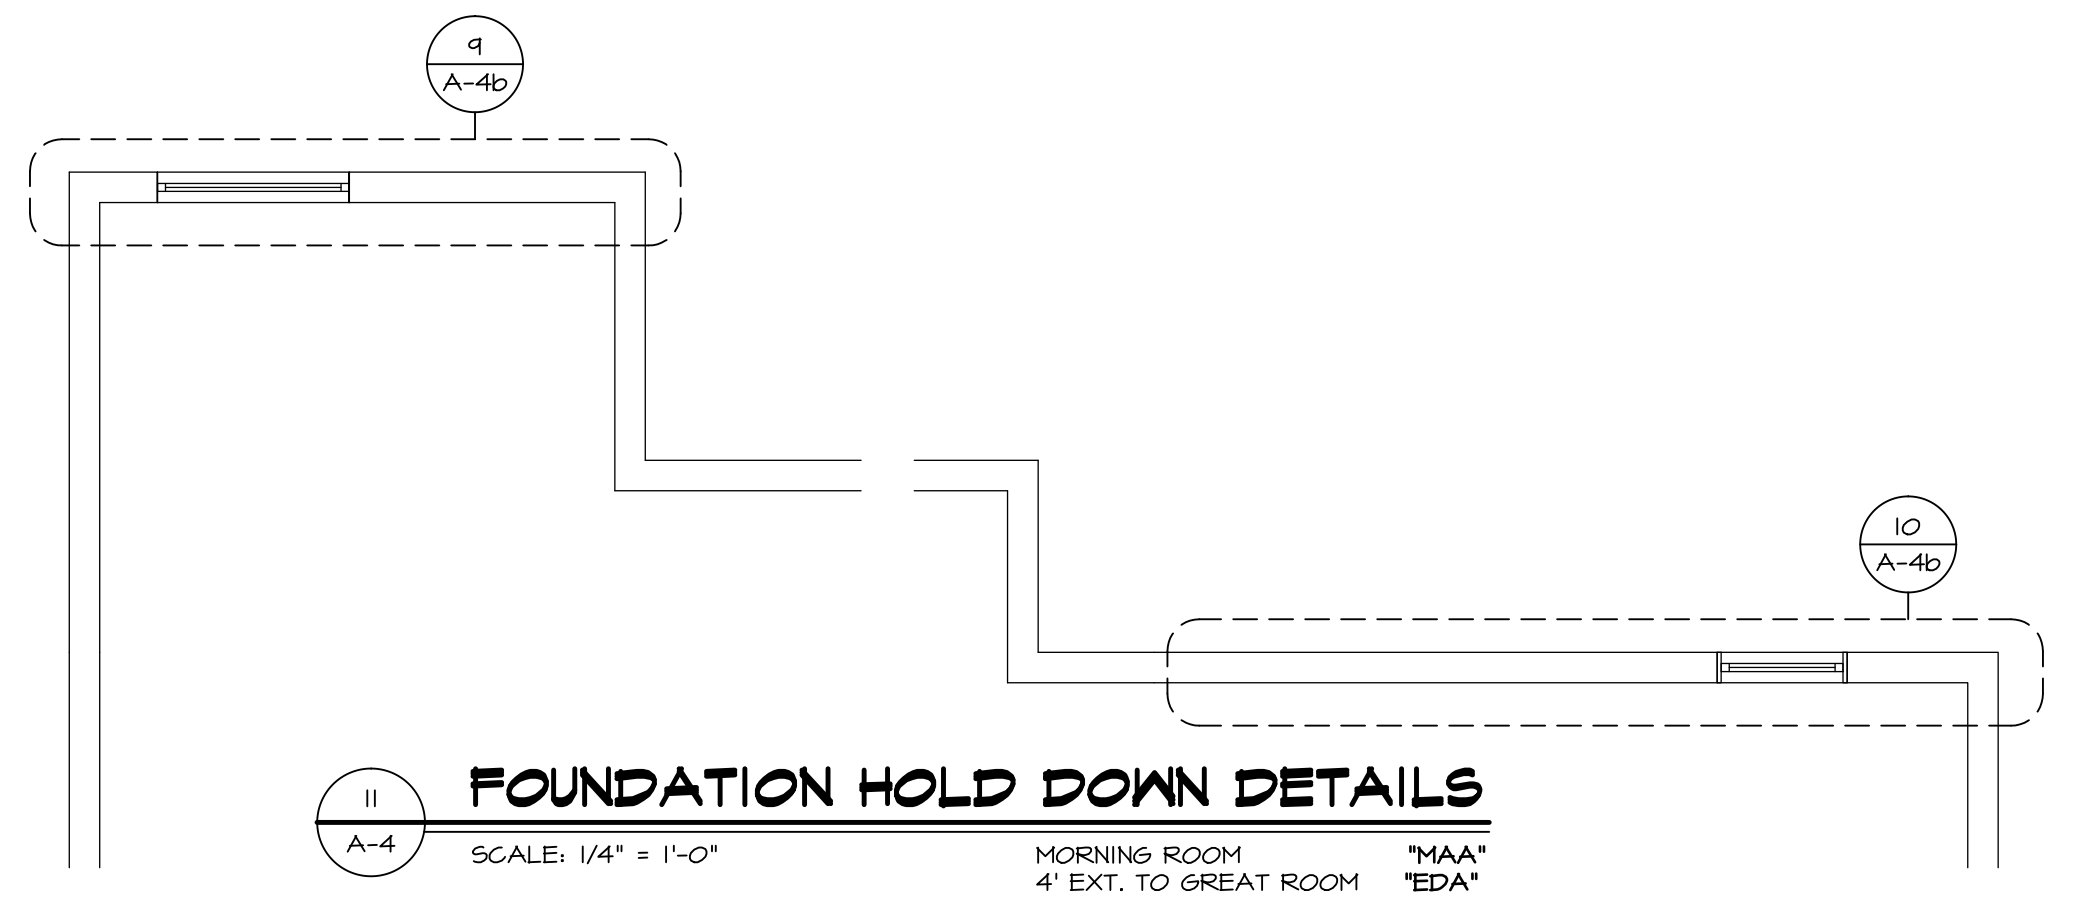 9
A-4b
10
A-4b
11
A-4
FOUNDATION HOLD DOWN DETAILS
SCALE: 1/4" = 1'-0"
MORNING ROOM "MAA"
4' EXT. TO GREAT ROOM "EDA"